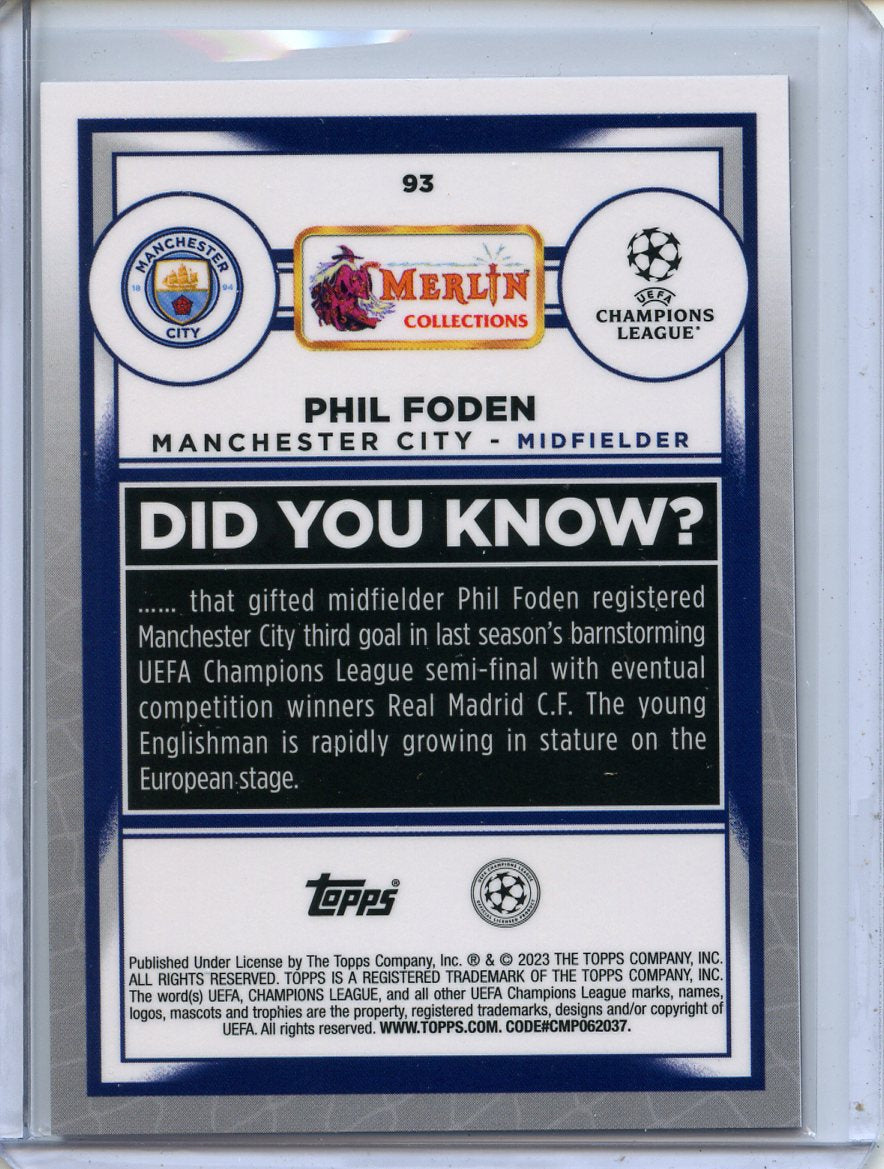 93
MANCHESTER
18 94
CITY
MERLIN
COLLECTIONS
UEFA
CHAMPIONS
LEAGUE®
PHIL FODEN
MANCHESTER CITY - MIDFIELDER
DID YOU KNOW?
...... that gifted midfielder Phil Foden registered
Manchester City third goal in last season's barnstorming
UEFA Champions League semi-final with eventual
competition winners Real Madrid C.F. The young
Englishman is rapidly growing in stature on the
European stage.
Topps®
UEFA CHAMPIONS LEAGUE
OFFICIAL LICENSED PRODUCT
Published Under License by The Topps Company, Inc. ® & © 2023 THE TOPPS COMPANY, INC.
ALL RIGHTS RESERVED. TOPPS IS A REGISTERED TRADEMARK OF THE TOPPS COMPANY, INC.
The word(s) UEFA, CHAMPIONS LEAGUE, and all other UEFA Champions League marks, names,
logos, mascots and trophies are the property, registered trademarks, designs and/or copyright of
UEFA. All rights reserved. WWW.TOPPS.COM. CODE#CMP062037.